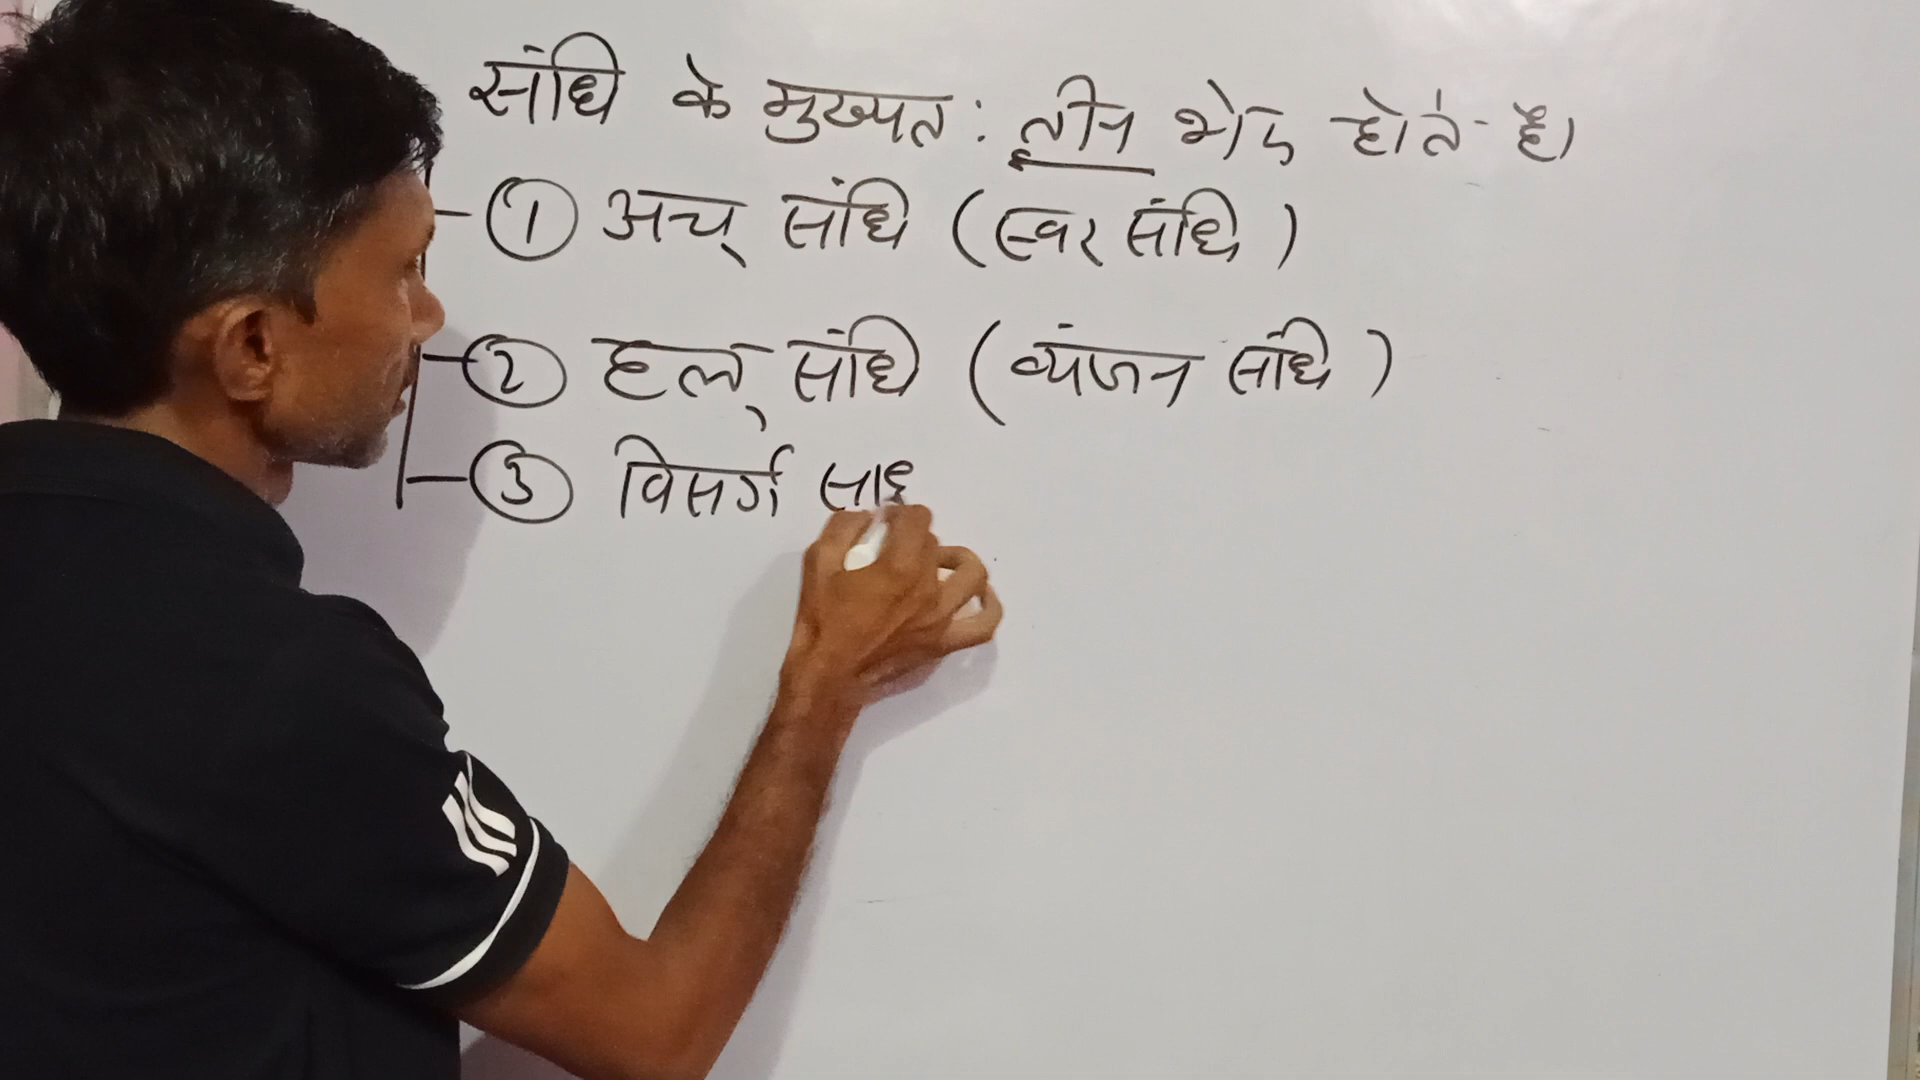 संधि के मुख्यत: तीन भेद होते है।
① अच् संधि (स्वर संधि)
② हल् संधि (व्यंजन संधि)
③ विसर्ग